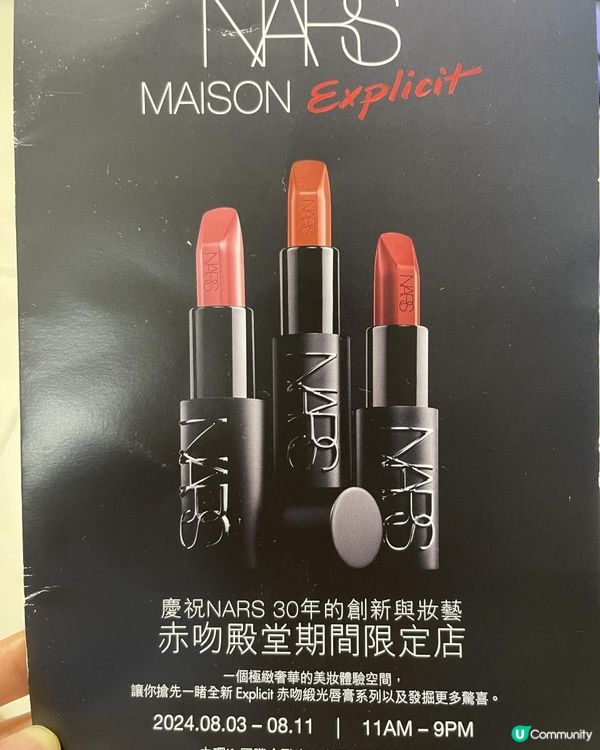 NARS
MAISON Explicit
NARS
NARS
NARS
NARS
NARS
NARS
慶祝NARS 30年的創新與妝藝
赤吻殿堂期間限定店
一個極緻奢華的美妝體驗空間，
讓你搶先一睹全新 Explicit 赤吻緞光唇膏系列以及發掘更多驚喜。
2024.08.03 – 08.11 | 11AM – 9PM
U Community